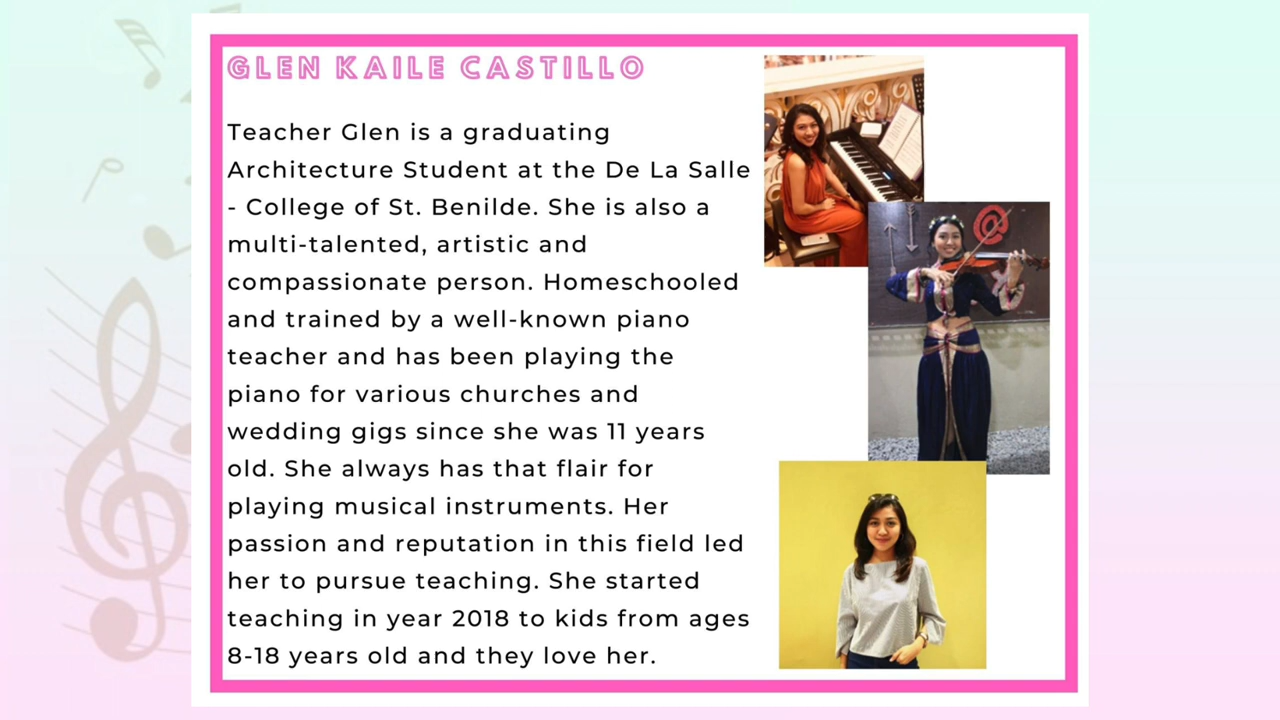 GLEN KAILE CASTILLO
Teacher Glen is a graduating
Architecture Student at the De La Salle
- College of St. Benilde. She is also a
multi-talented, artistic and
compassionate person. Homeschooled
and trained by a well-known piano
teacher and has been playing the
piano for various churches and
wedding gigs since she was 11 years
old. She always has that flair for
playing musical instruments. Her
passion and reputation in this field led
her to pursue teaching. She started
teaching in year 2018 to kids from ages
8-18 years old and they love her.